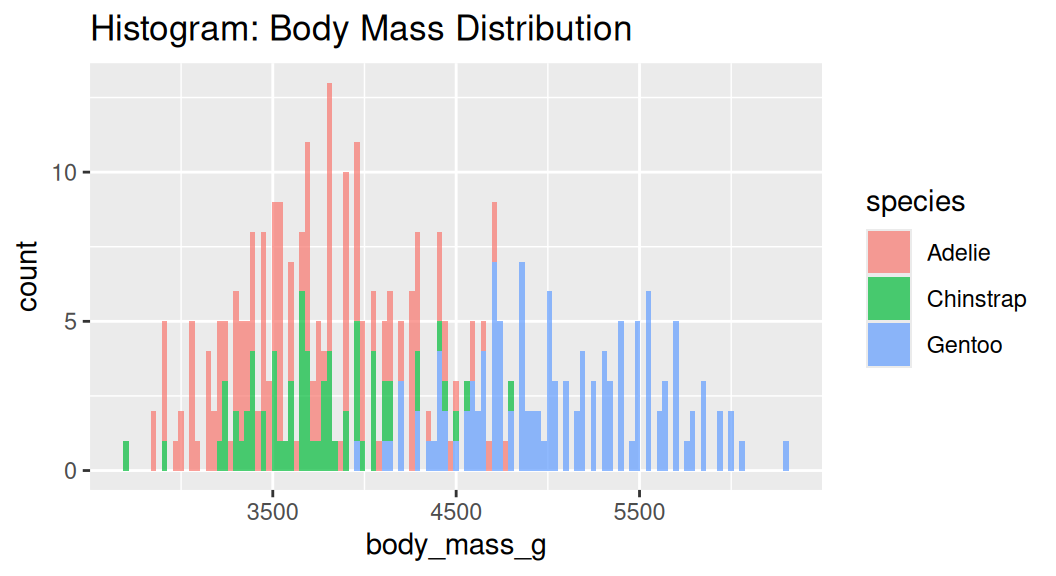 Histogram: Body Mass Distribution
10
5
0
count
3500 4500 5500
body_mass_g
species
Adelie
Chinstrap
Gentoo